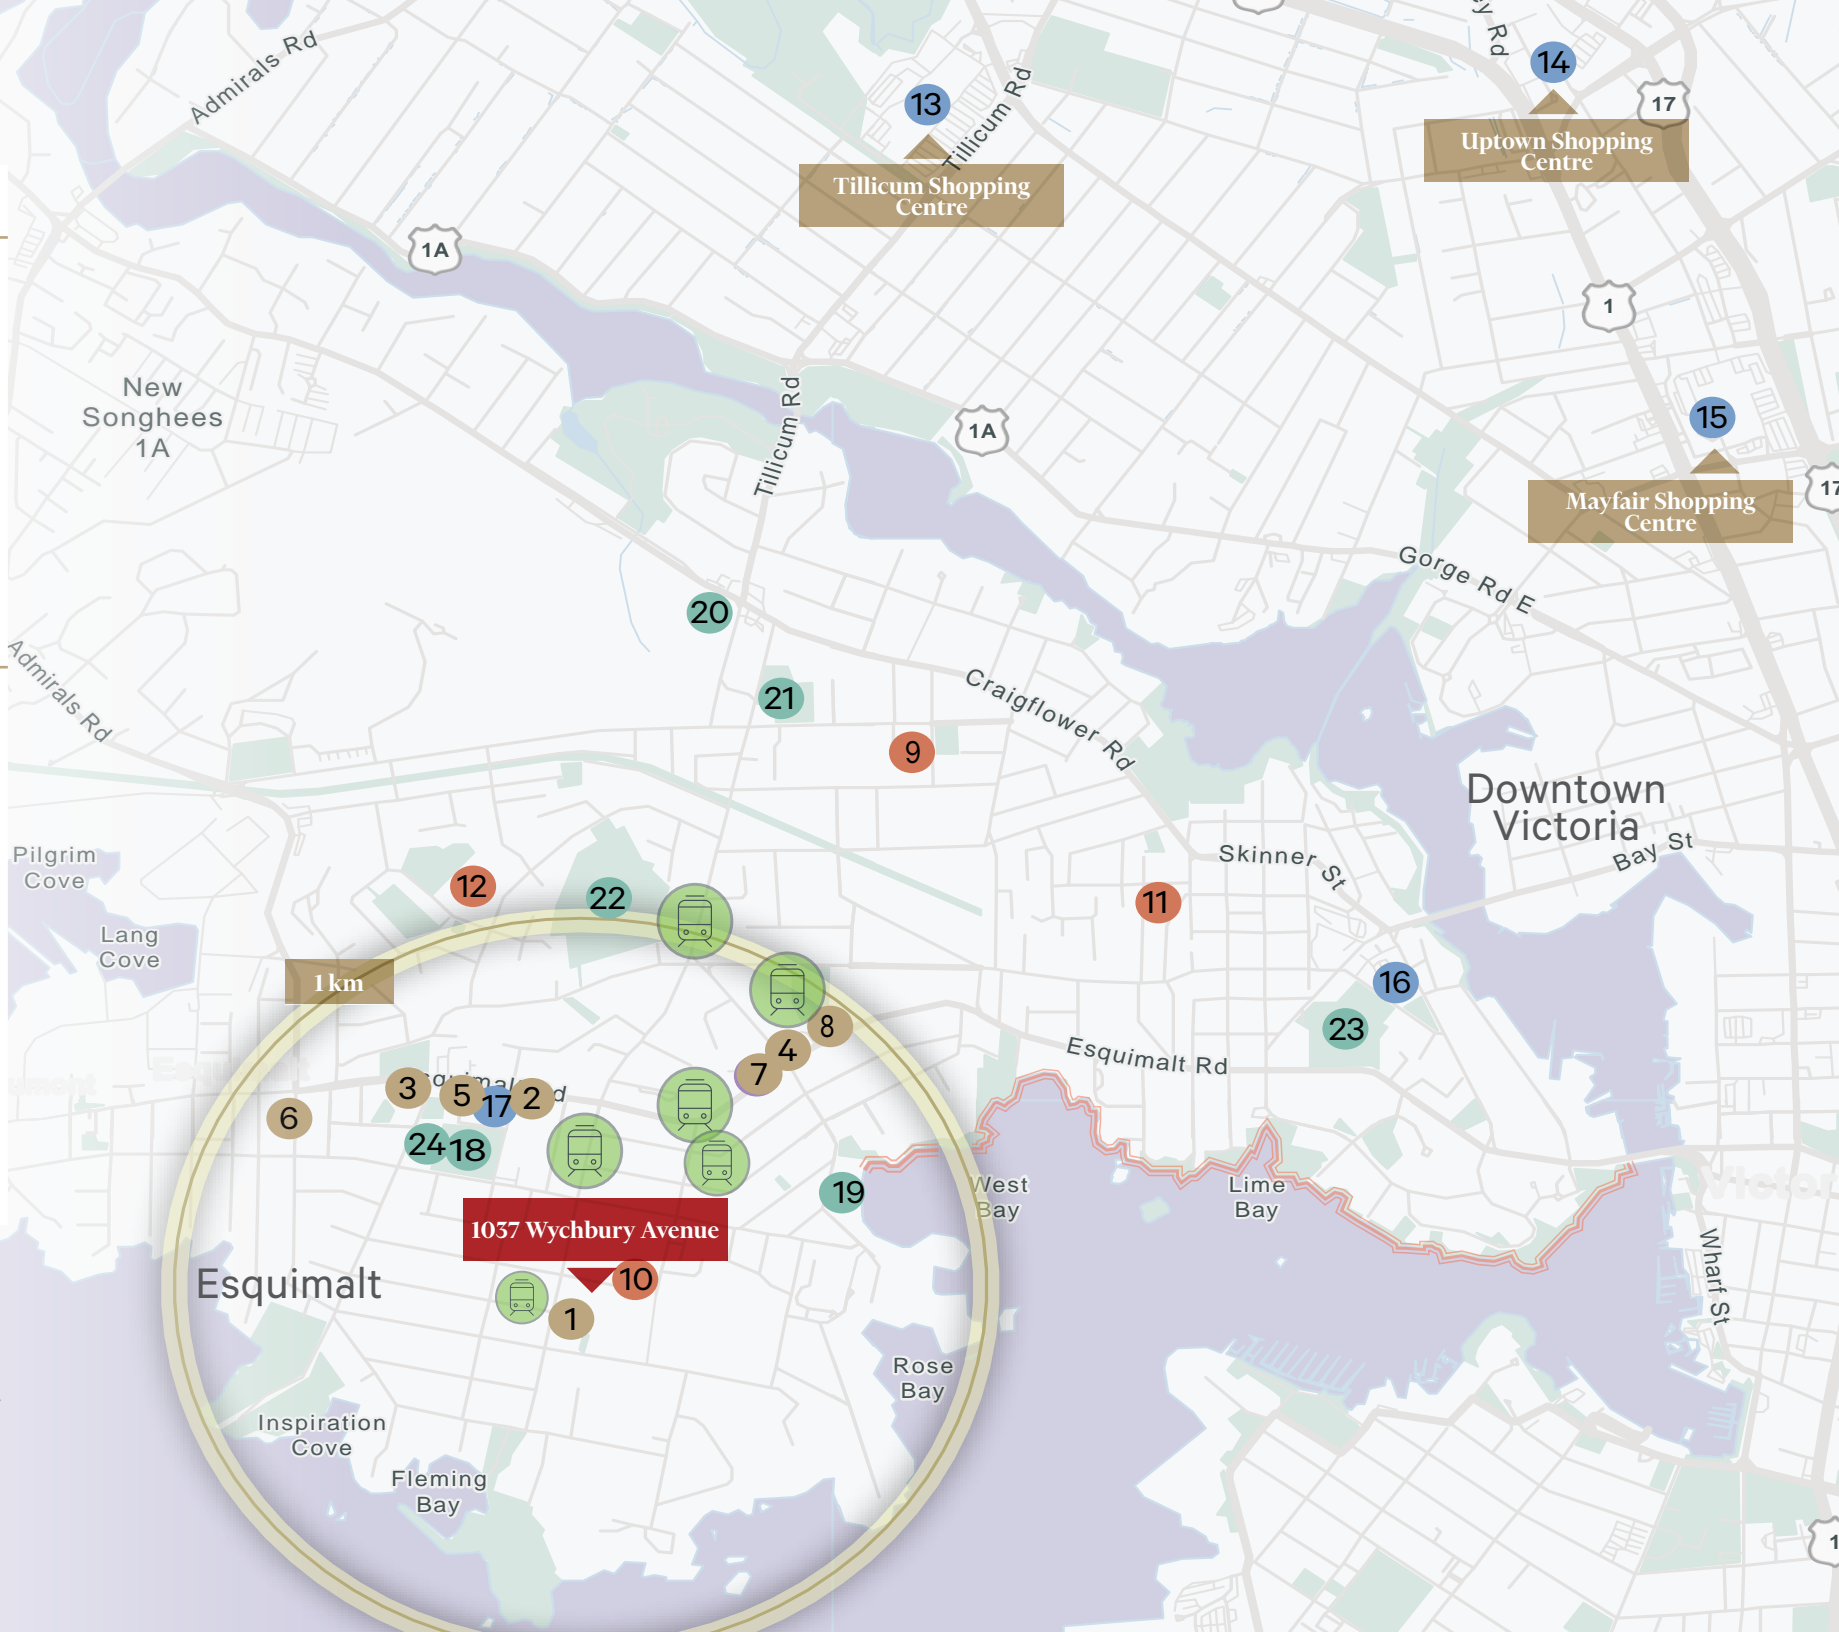 Admirals Rd
13
Tillicum Rd
Tillicum Shopping
Centre
14
17
Uptown Shopping
Centre
1A
1
New
Songhees
1A
Tillicum Rd
1A
15
Mayfair Shopping
Centre
17
Gorge Rd E
20
21
9
Craigflower Rd
Admirals Rd
Downtown
Victoria
Bay St
Skinner St
Pilgrim
Cove
Lang
Cove
12
22
11
1 km
16
23
8
4
7
Esquimalt Rd
3
5
17
2
6
24
18
19
West
Bay
Lime
Bay
1037 Wychbury Avenue
10
1
Esquimalt
Wharf St
Rose
Bay
Inspiration
Cove
Fleming
Bay
1